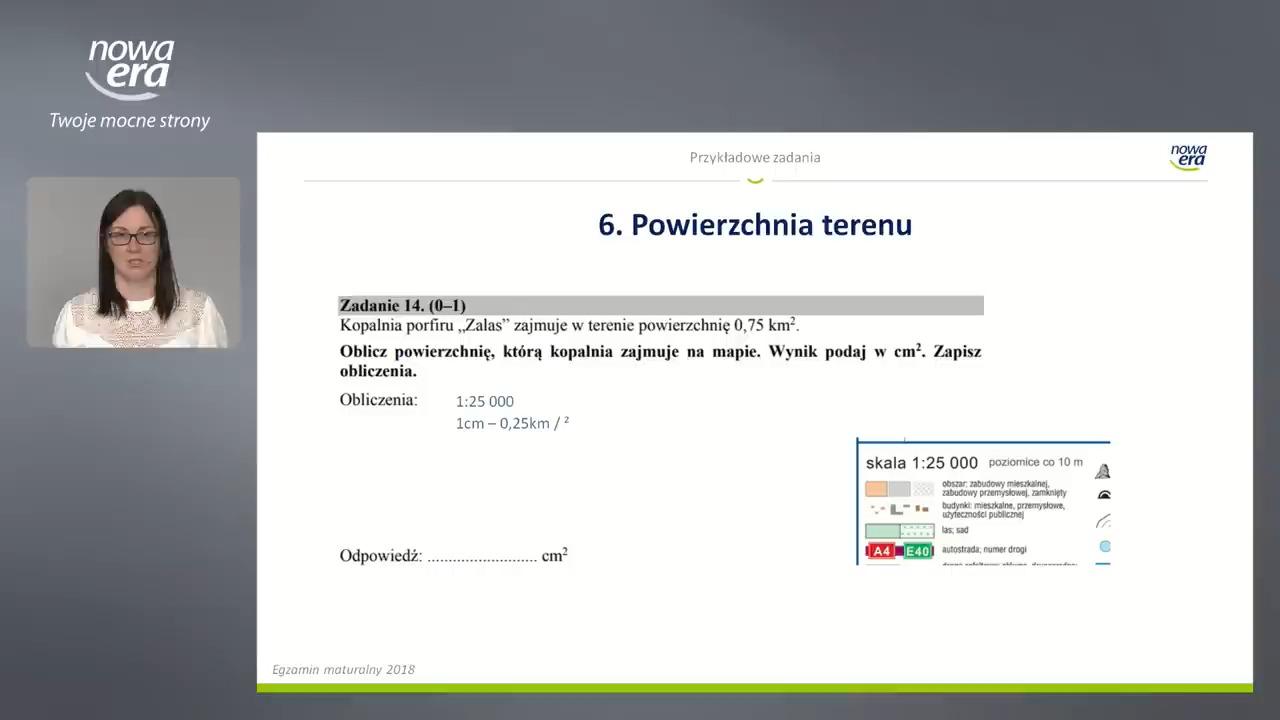 nowa
era
Twoje mocne strony
Przykładowe zadania
nowa
era
6. Powierzchnia terenu
Zadanie 14. (0–1)
Kopalnia porfiru „Zalas” zajmuje w terenie powierzchnię 0,75 km².
Oblicz powierzchnię, którą kopalnia zajmuje na mapie. Wynik podaj w cm². Zapisz
obliczenia.
Obliczenia:
1:25 000
1cm – 0,25km / ²
skala 1:25 000 poziomice co 10 m
obszar: zabudowy mieszkalnej,
zabudowy przemysłowej, zamknięty
budynki: mieszkalne, przemysłowe,
użyteczności publicznej
las; sad
A4 E40 autostrada; numer drogi
Odpowiedź: .......................... cm²
Egzamin maturalny 2018